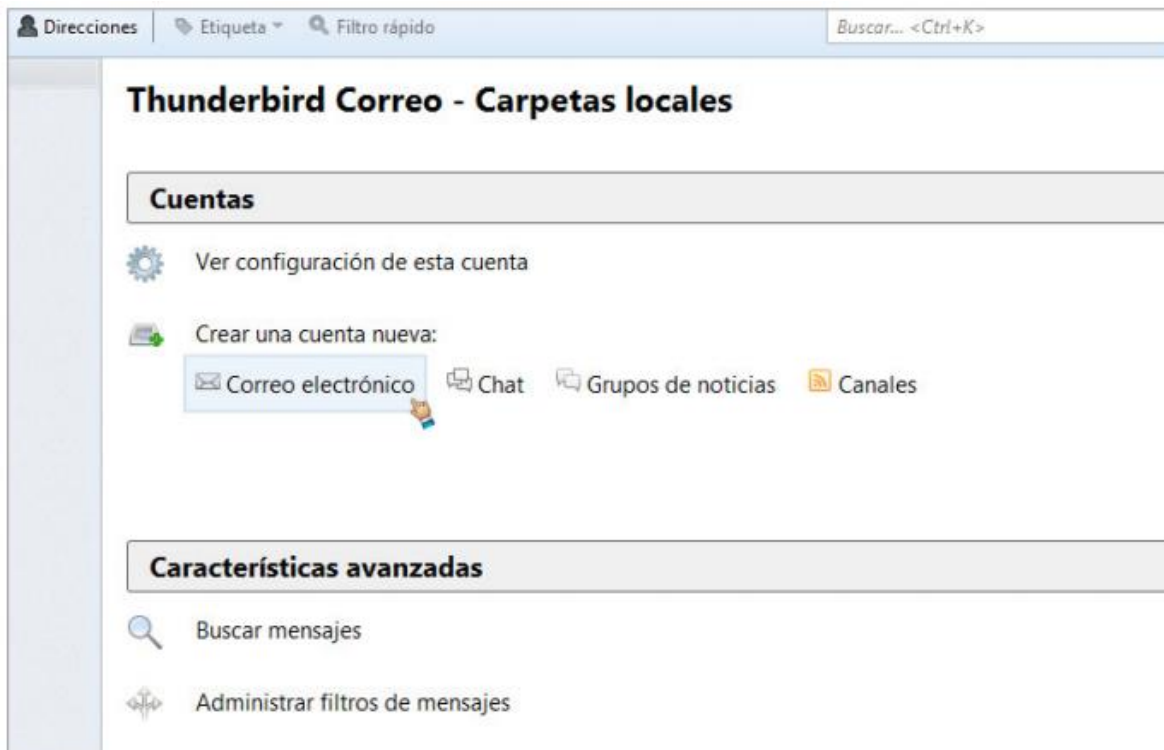 Direcciones Etiqueta Filtro rápido Buscar... <Ctrl+K>
Thunderbird Correo - Carpetas locales
Cuentas
Ver configuración de esta cuenta
Crear una cuenta nueva:
Correo electrónico Chat Grupos de noticias Canales
Características avanzadas
Buscar mensajes
Administrar filtros de mensajes